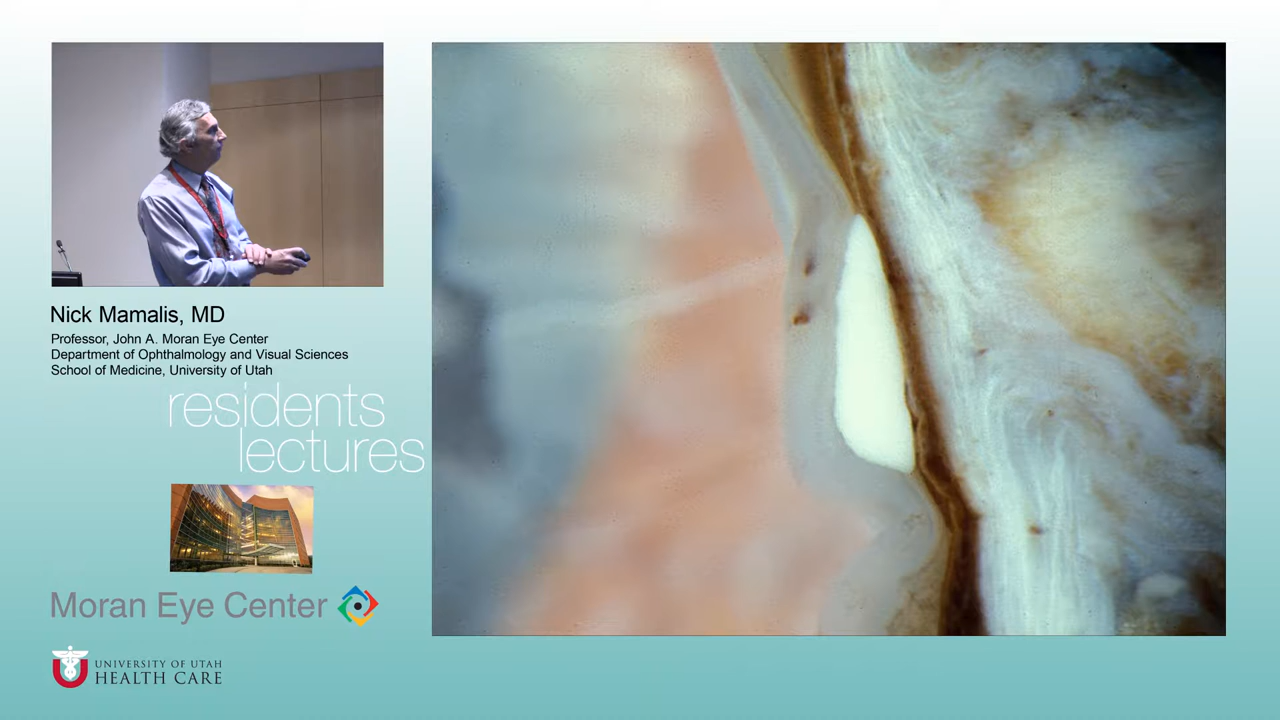 Nick Mamalis, MD
Professor, John A. Moran Eye Center
Department of Ophthalmology and Visual Sciences
School of Medicine, University of Utah
residents
lectures
Moran Eye Center
UNIVERSITY OF UTAH
HEALTH CARE